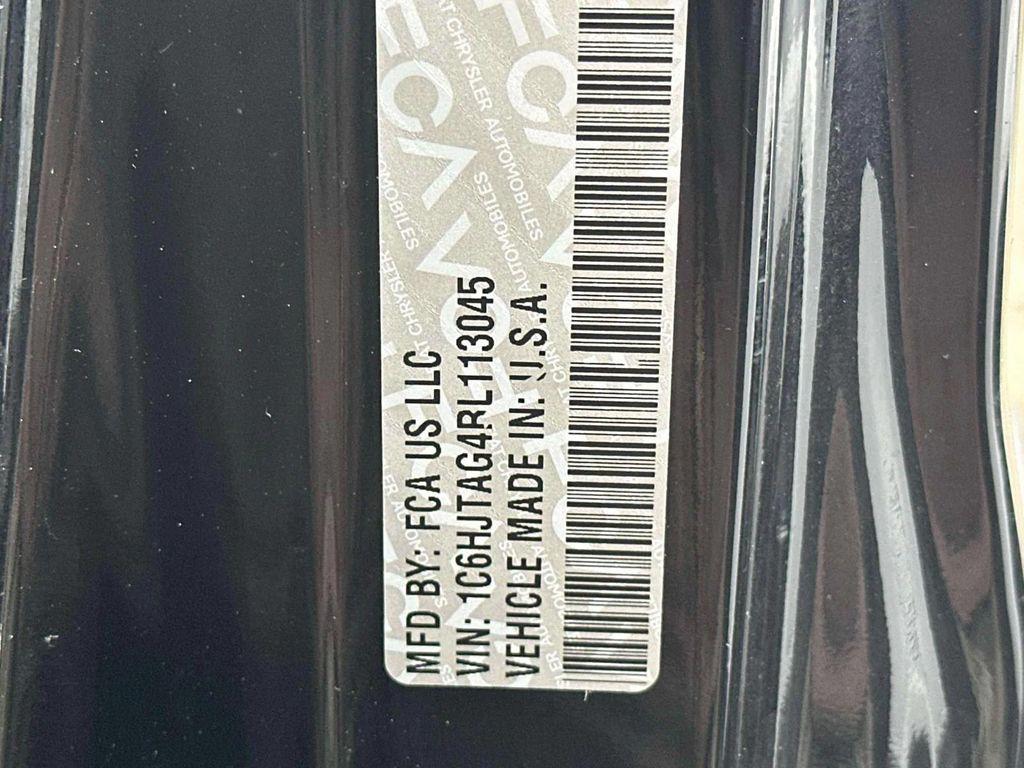 MFD BY: FCA US LLC
VIN: 1C6HJTAG4RL113045
VEHICLE MADE IN: U.S.A.